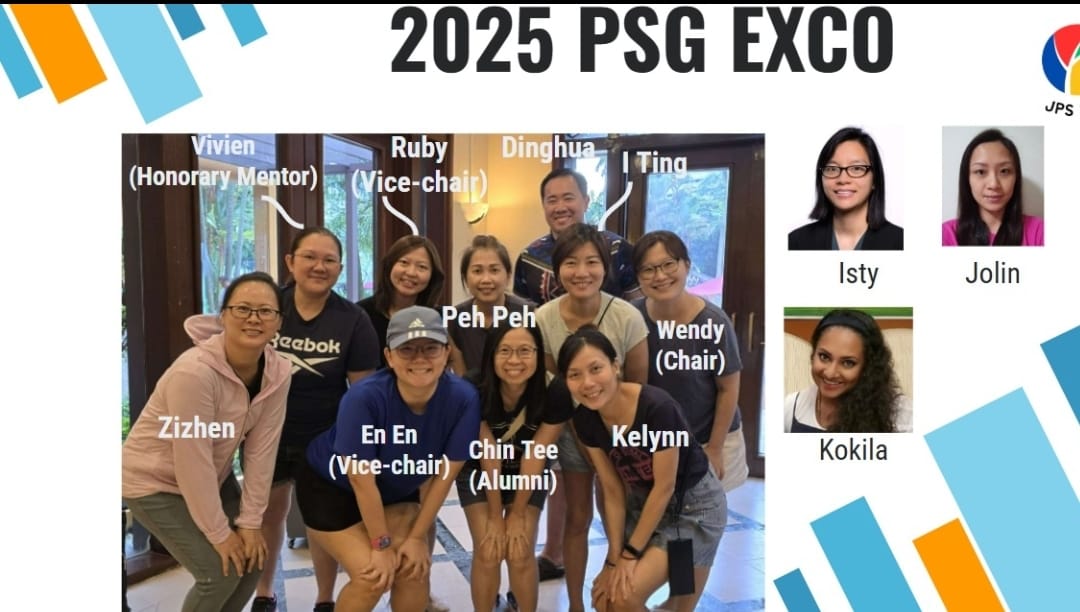 2025 PSG EXCO
JPS
Vivien
(Honorary Mentor)
Ruby
(Vice-chair)
Dinghua
I Ting
Peh Peh
Wendy
(Chair)
Zizhen
Reebok
En En
(Vice-chair)
Chin Tee
(Alumni)
Kelynn
Isty
Jolin
Kokila